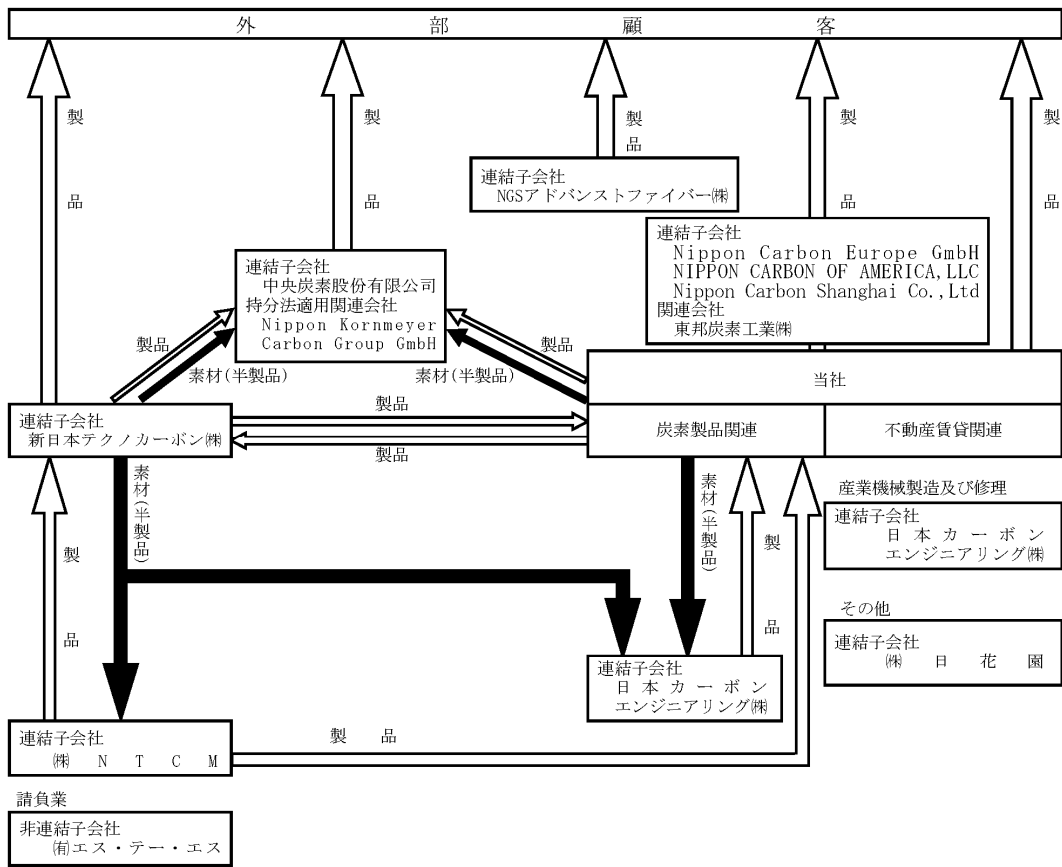 外部顧客
製品
製品
製品
製品
製品
連結子会社
NGSアドバンストファイバー㈱
連結子会社
Nippon Carbon Europe GmbH
NIPPON CARBON OF AMERICA,LLC
Nippon Carbon Shanghai Co.,Ltd
関連会社
東邦炭素工業㈱
連結子会社
中央炭素股份有限公司
持分法適用関連会社
Nippon Kornmeyer
Carbon Group GmbH
製品
素材(半製品)
製品
素材(半製品)
当社
炭素製品関連
不動産賃貸関連
連結子会社
新日本テクノカーボン㈱
製品
製品
素材(半製品)
素材(半製品)
製品
製品
産業機械製造及び修理
連結子会社
日本カーボン
エンジニアリング㈱
その他
連結子会社
㈱日花園
連結子会社
日本カーボン
エンジニアリング㈱
連結子会社
㈱NTCM
製品
請負業
非連結子会社
㈲エス・テー・エス